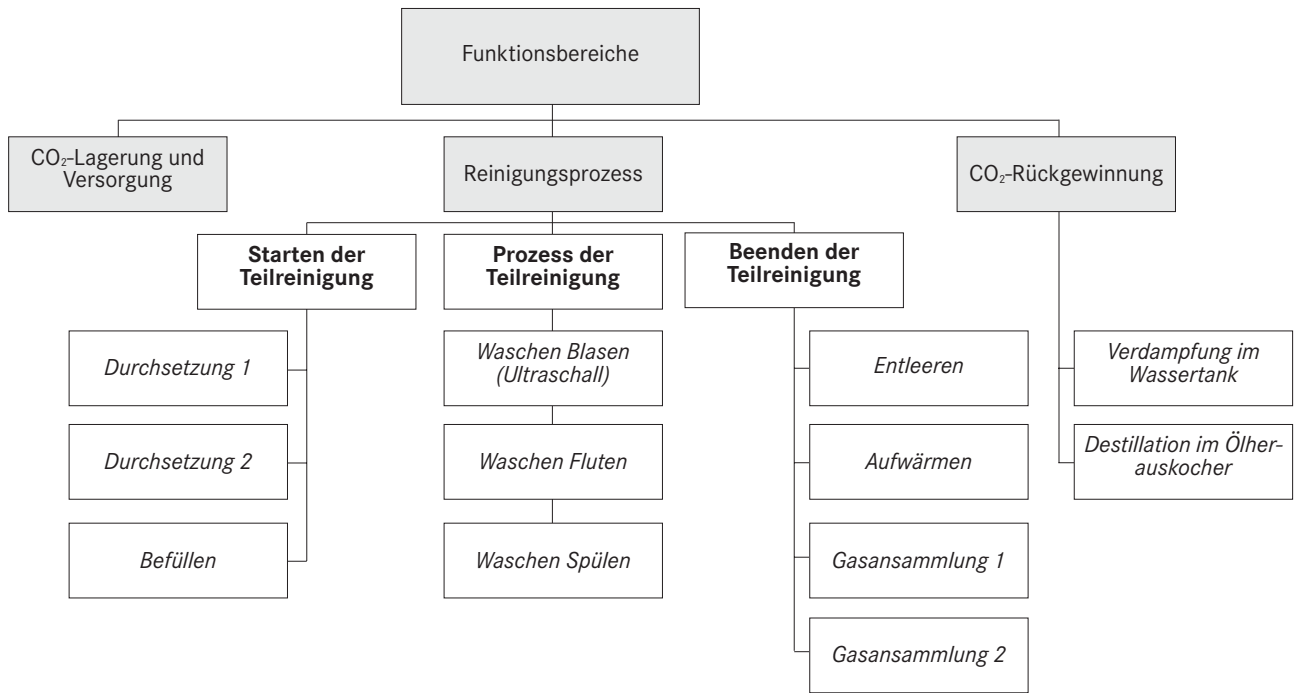 Funktionsbereiche
CO₂-Lagerung und
Versorgung
Reinigungsprozess
CO₂-Rückgewinnung
Starten der
Teilreinigung
Prozess der
Teilreinigung
Beenden der
Teilreinigung
Durchsetzung 1
Waschen Blasen
(Ultraschall)
Entleeren
Verdampfung im
Wassertank
Durchsetzung 2
Waschen Fluten
Aufwärmen
Destillation im Ölher-
auskocher
Befüllen
Waschen Spülen
Gasansammlung 1
Gasansammlung 2